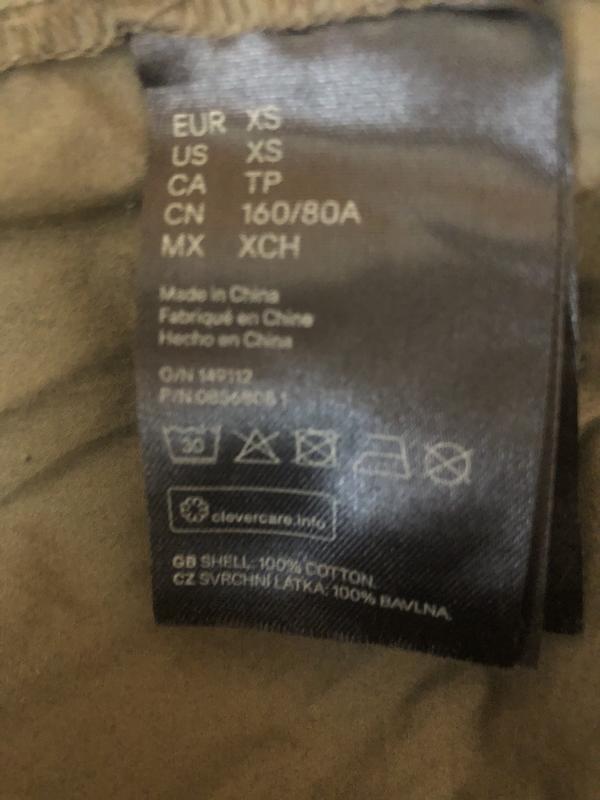 EUR XS
US XS
CA TP
CN 160/80A
MX XCH
Made in China
Fabriqué en Chine
Hecho en China
O/N 149112
P/N
30
clevercare.info
GB SHELL: 100% COTTON.
CZ SVRCHNÍ LÁTKA: 100% BAVLNA.